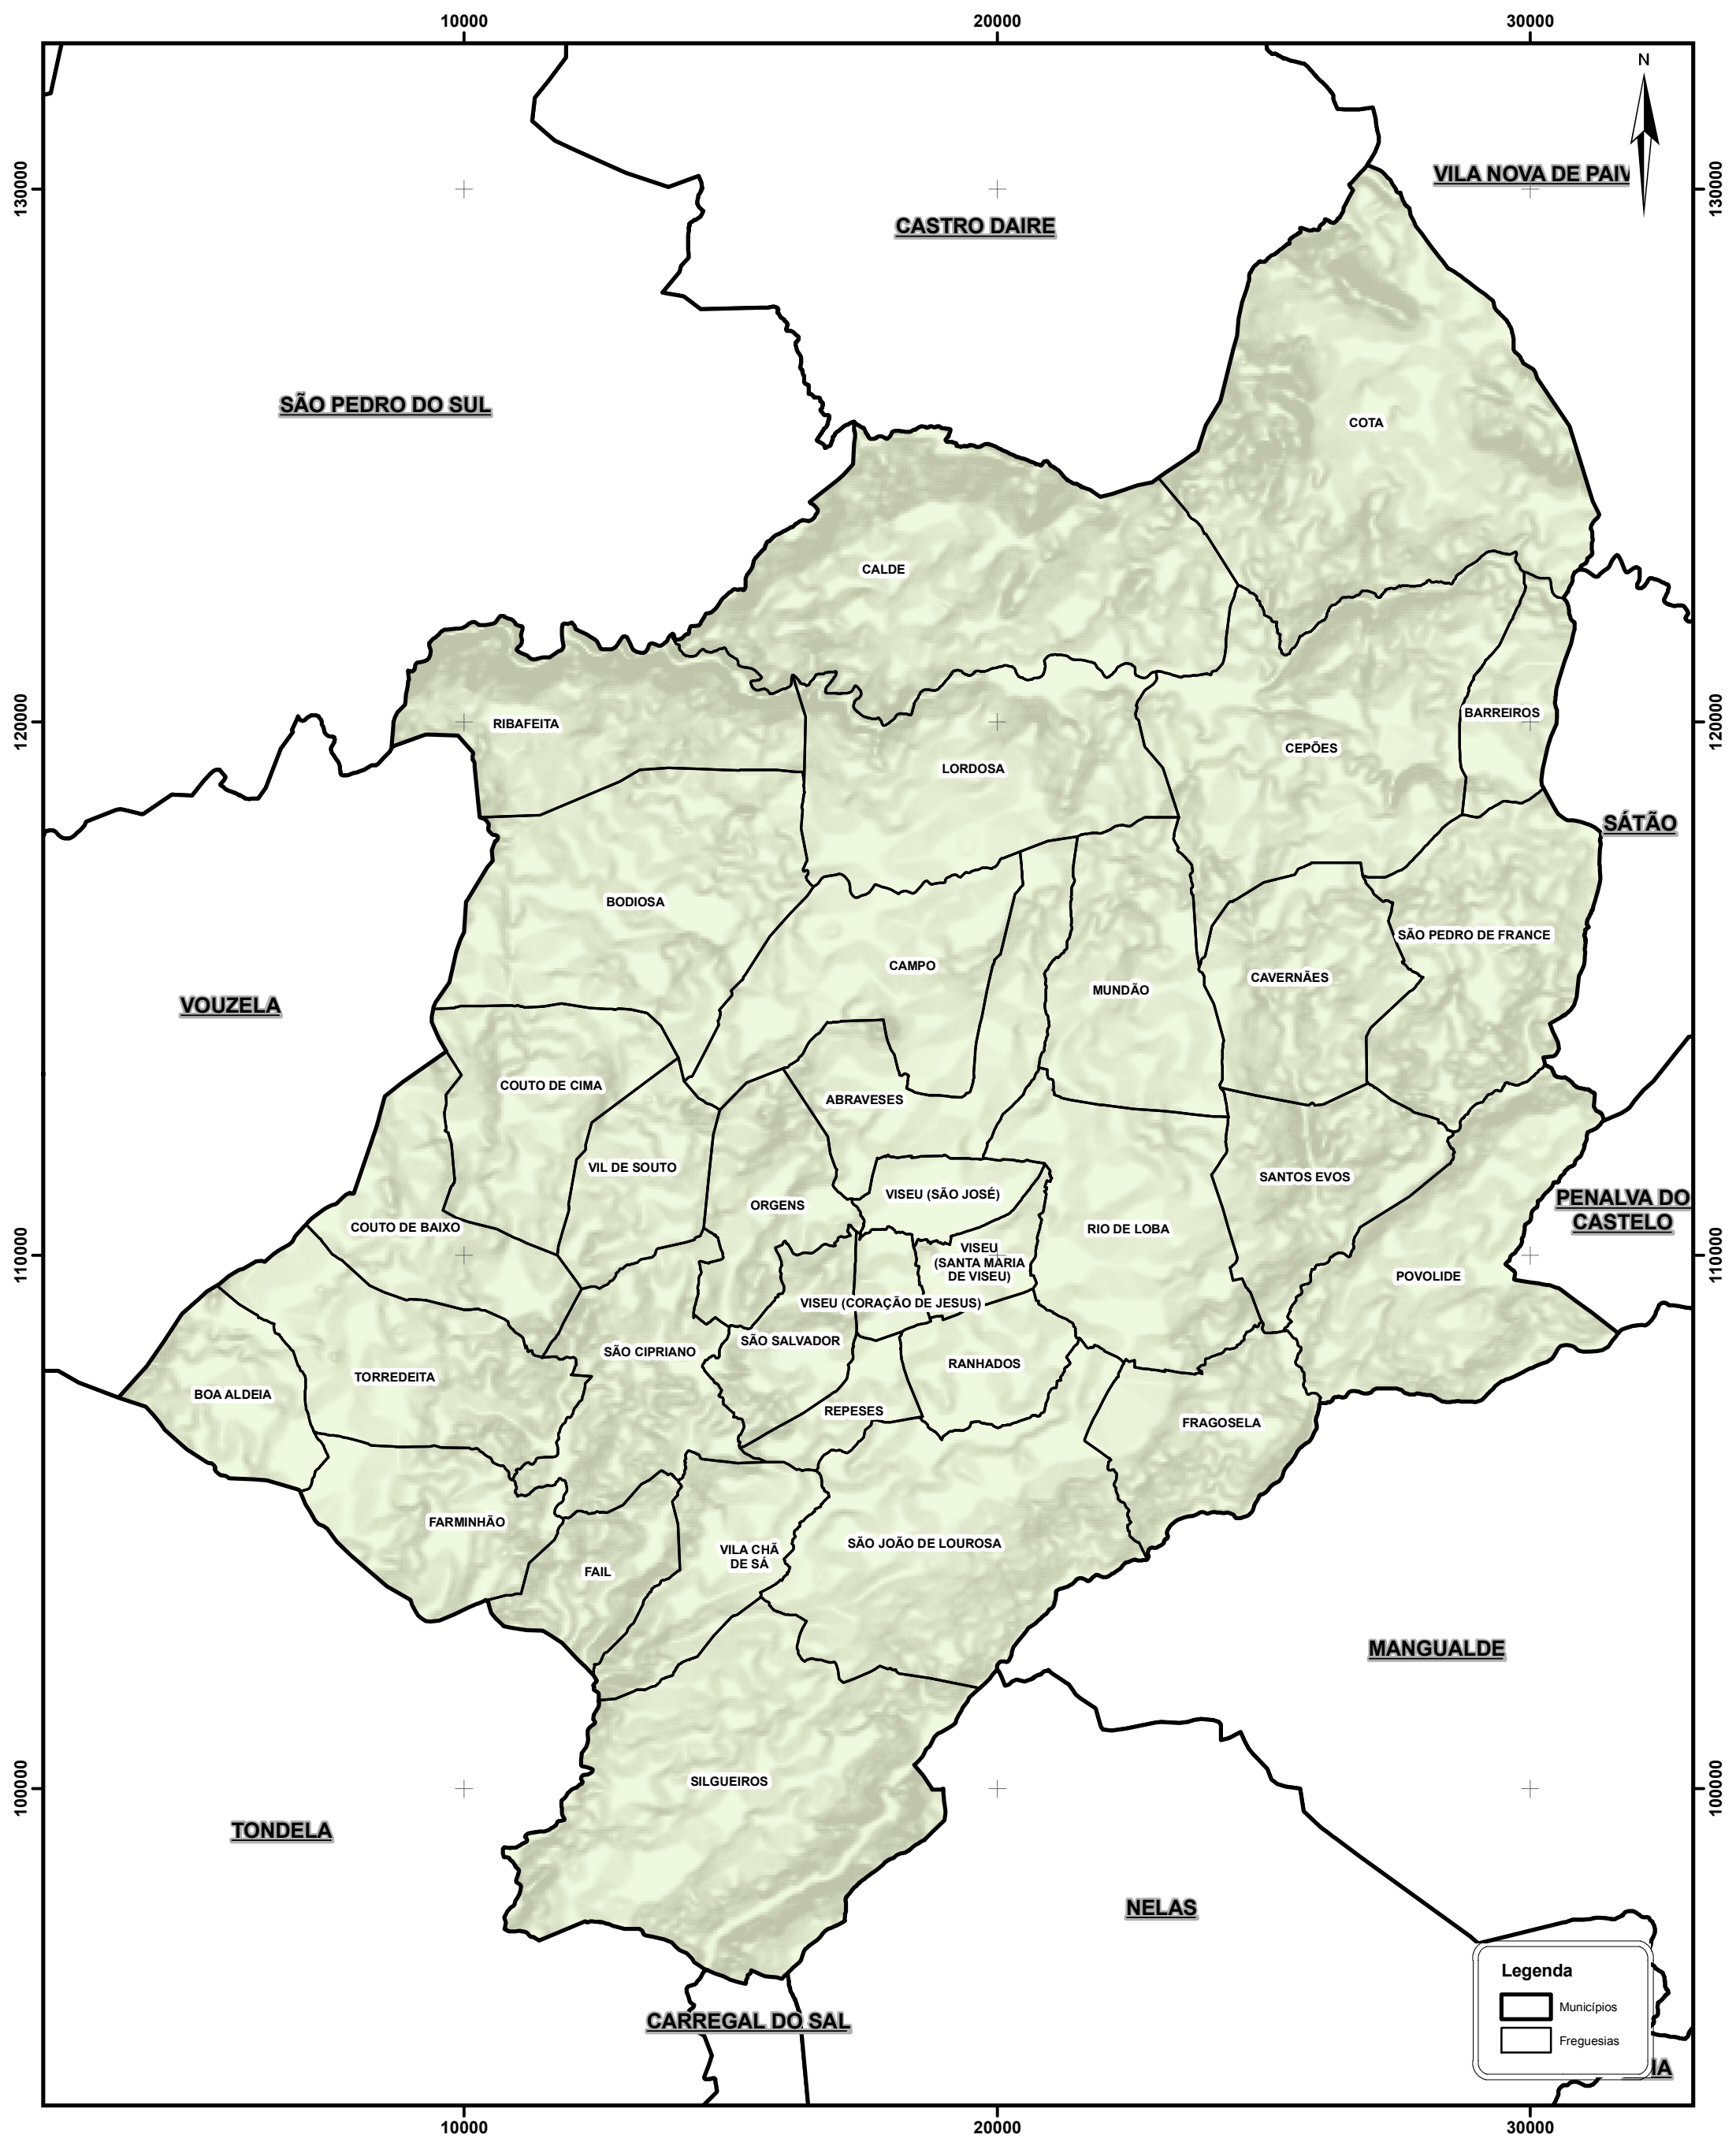 10000 20000 30000
N
130000 130000
VILA NOVA DE PAIV
CASTRO DAIRE
SÃO PEDRO DO SUL
COTA
CALDE
120000 120000
BARREIROS
RIBAFEITA
CEPÕES
LORDOSA
SÁTÃO
BODIOSA
SÃO PEDRO DE FRANCE
CAMPO
CAVERNÃES
MUNDÃO
VOUZELA
COUTO DE CIMA
ABRAVESES
VIL DE SOUTO
SANTOS EVOS
VISEU (SÃO JOSÉ)
PENALVA DO
CASTELO
ORGENS
COUTO DE BAIXO
RIO DE LOBA
110000 110000
VISEU
(SANTA MARIA
DE VISEU)
POVOLIDE
VISEU (CORAÇÃO DE JESUS)
SÃO SALVADOR
SÃO CIPRIANO
RANHADOS
TORREDEITA
BOA ALDEIA
REPESES
FRAGOSELA
FARMINHÃO
SÃO JOÃO DE LOUROSA
VILA CHÃ
DE SÁ
FAIL
MANGUALDE
SILGUEIROS
100000 100000
TONDELA
NELAS
Legenda
Municípios
Freguesias
CARREGAL DO SAL
IA
10000 20000 30000